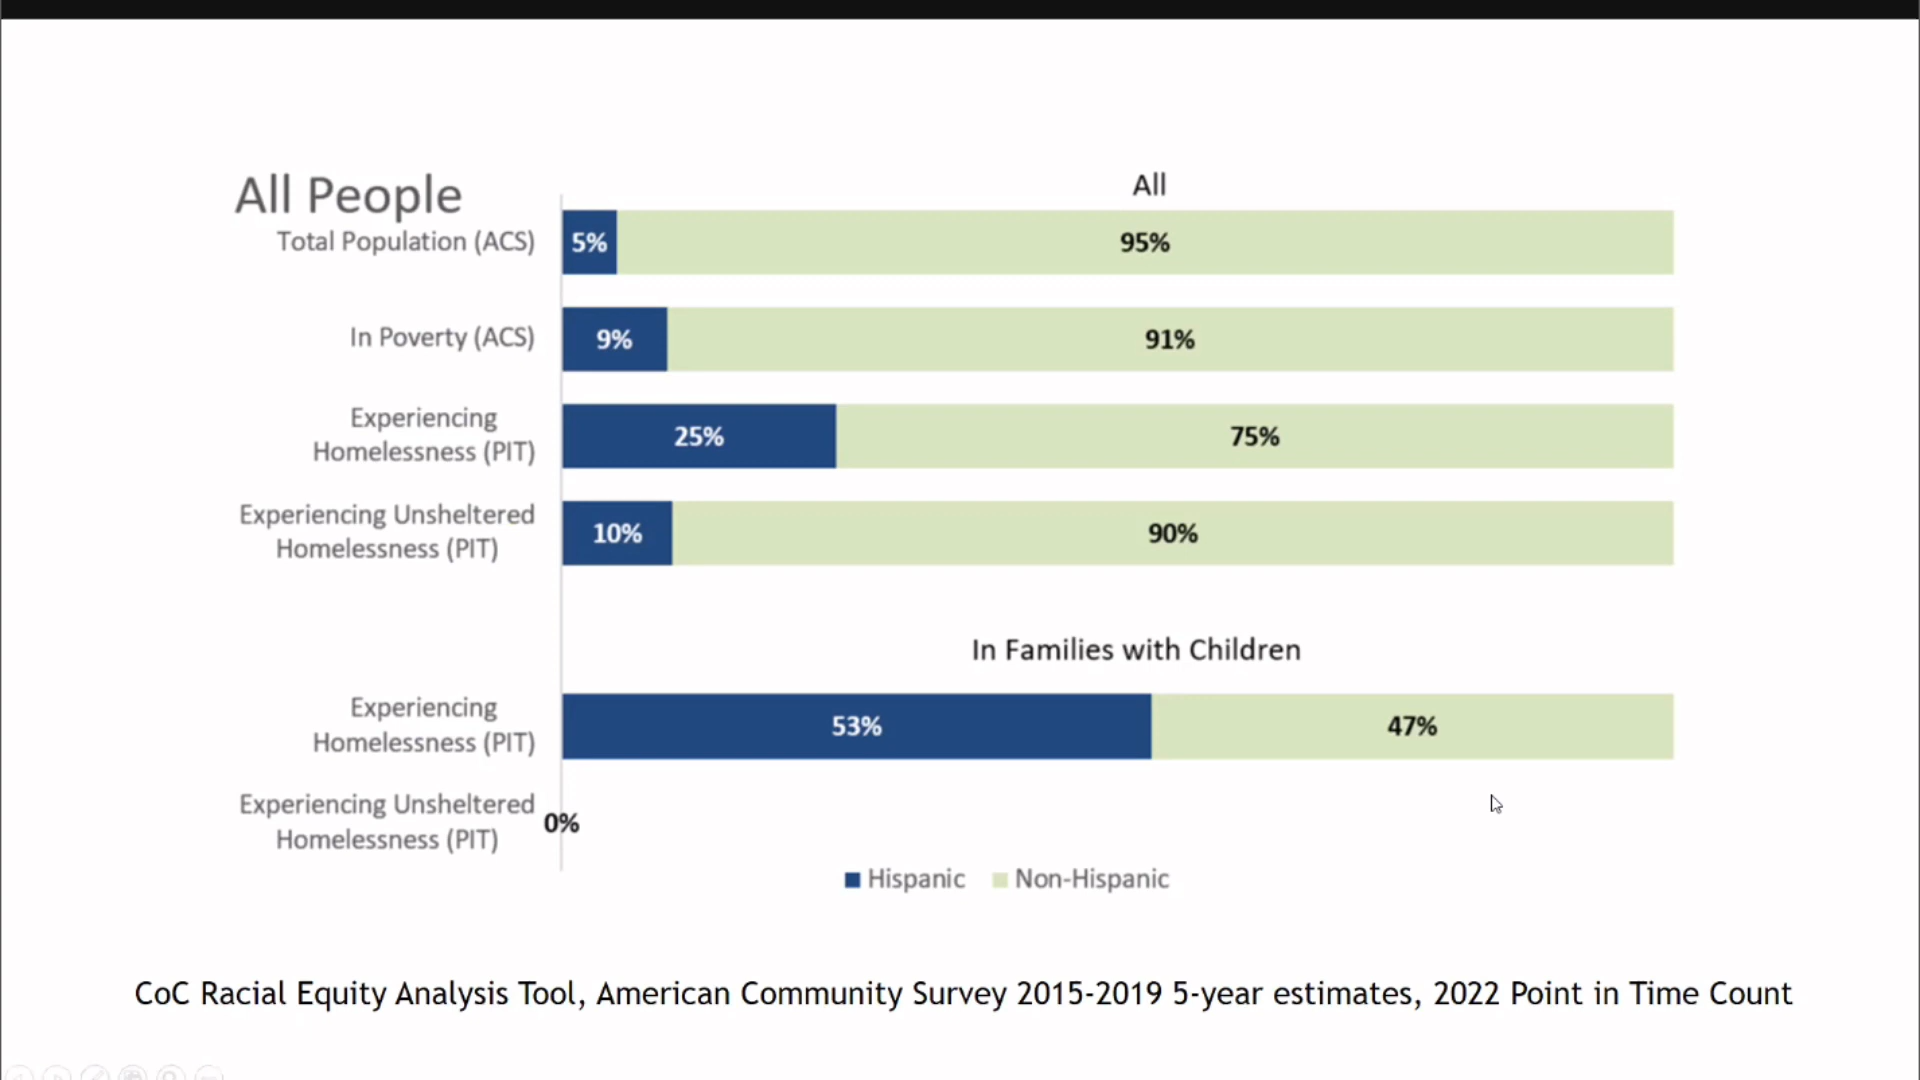 All People
All
Total Population (ACS)
5%
95%
In Poverty (ACS)
9%
91%
Experiencing
Homelessness (PIT)
25%
75%
Experiencing Unsheltered
Homelessness (PIT)
10%
90%
In Families with Children
Experiencing
Homelessness (PIT)
53%
47%
Experiencing Unsheltered
Homelessness (PIT)
0%
Hispanic
Non-Hispanic
CoC Racial Equity Analysis Tool, American Community Survey 2015-2019 5-year estimates, 2022 Point in Time Count